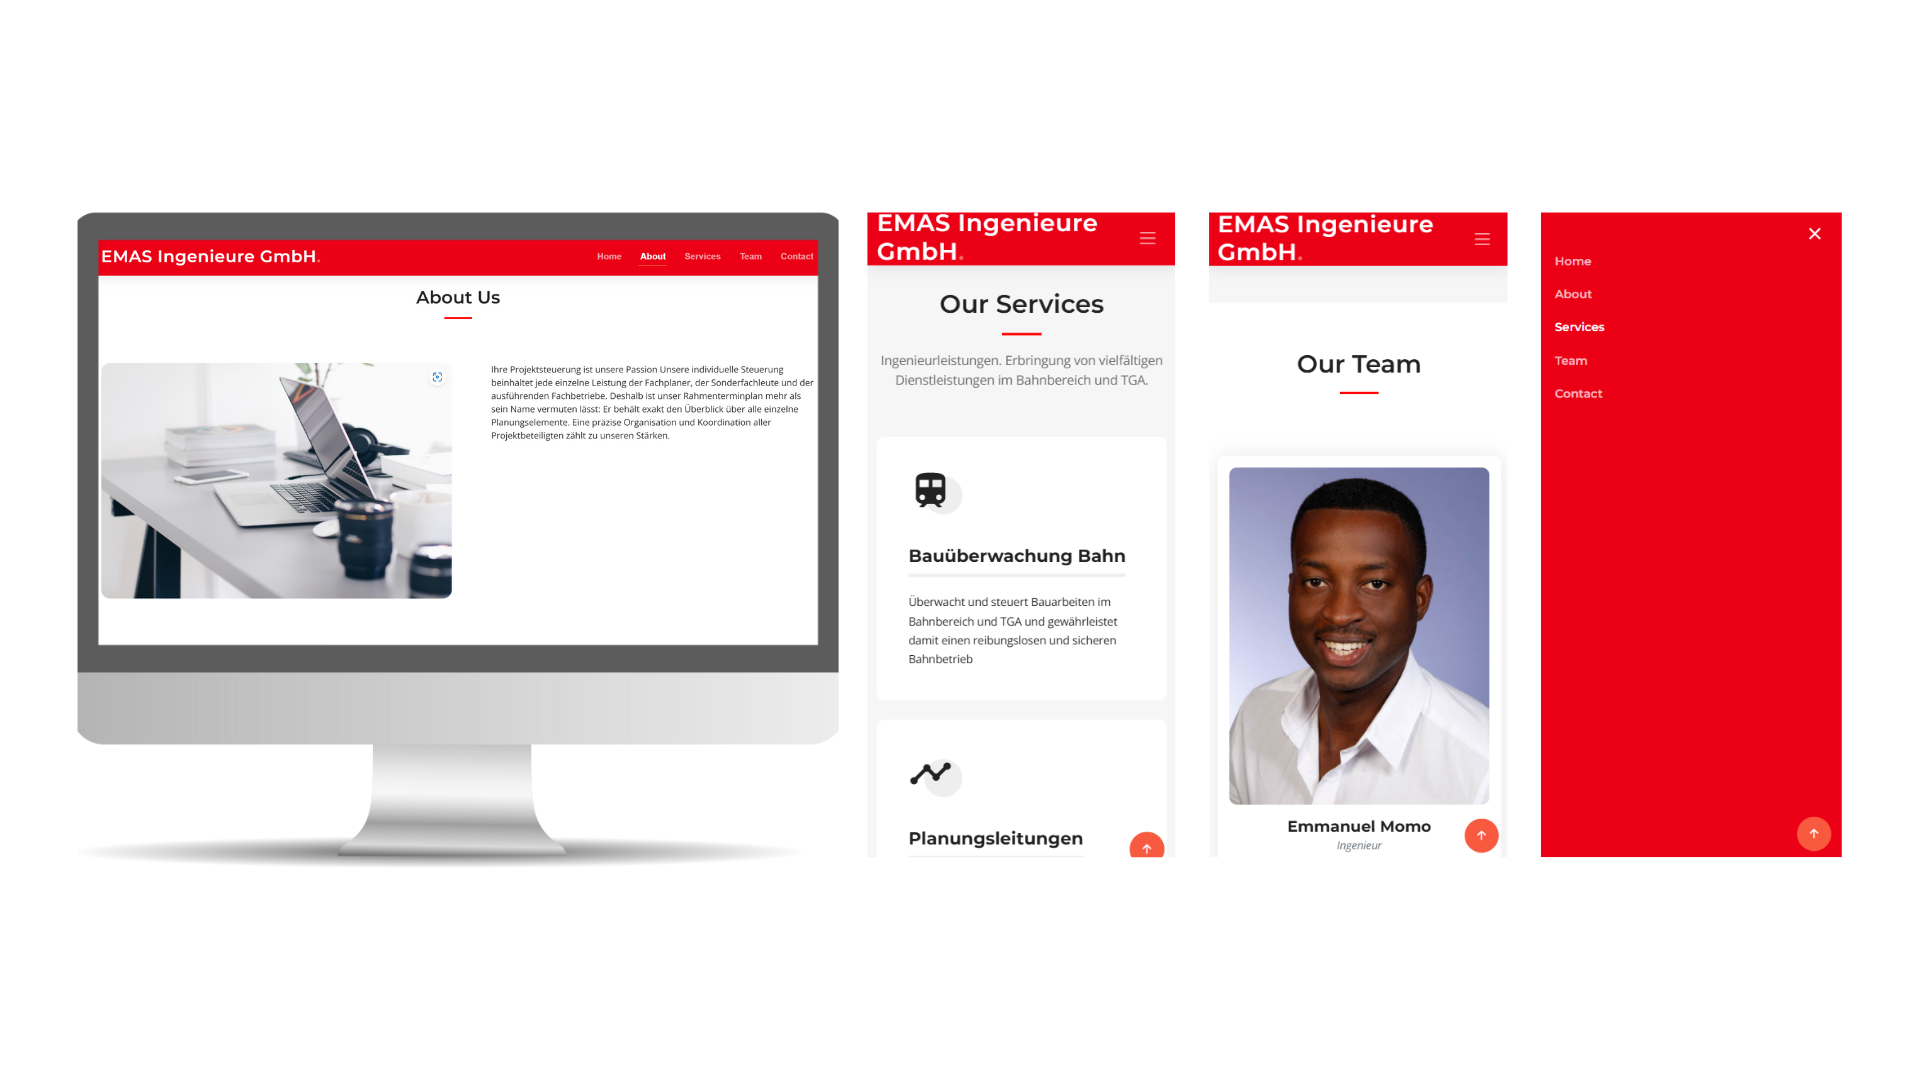 EMAS Ingenieure GmbH.
Home About Services Team Contact
About Us
Ihre Projektsteuerung ist unsere Passion Unsere individuelle Steuerung
beinhaltet jede einzelne Leistung der Fachplaner, der Sonderfachleute und der
ausführenden Fachbetriebe. Deshalb ist unser Rahmenterminplan mehr als
sein Name vermuten lässt: Er behält exakt den Überblick über alle einzelne
Planungselemente. Eine präzise Organisation und Koordination aller
Projektbeteiligten zählt zu unseren Stärken.
EMAS Ingenieure
GmbH.
Our Services
Ingenieurleistungen. Erbringung von vielfältigen
Dienstleistungen im Bahnbereich und TGA.
Bauüberwachung Bahn
Überwacht und steuert Bauarbeiten im
Bahnbereich und TGA und gewährleistet
damit einen reibungslosen und sicheren
Bahnbetrieb
Planungsleitungen
EMAS Ingenieure
GmbH.
Our Team
Emmanuel Momo
Ingenieur
Home
About
Services
Team
Contact